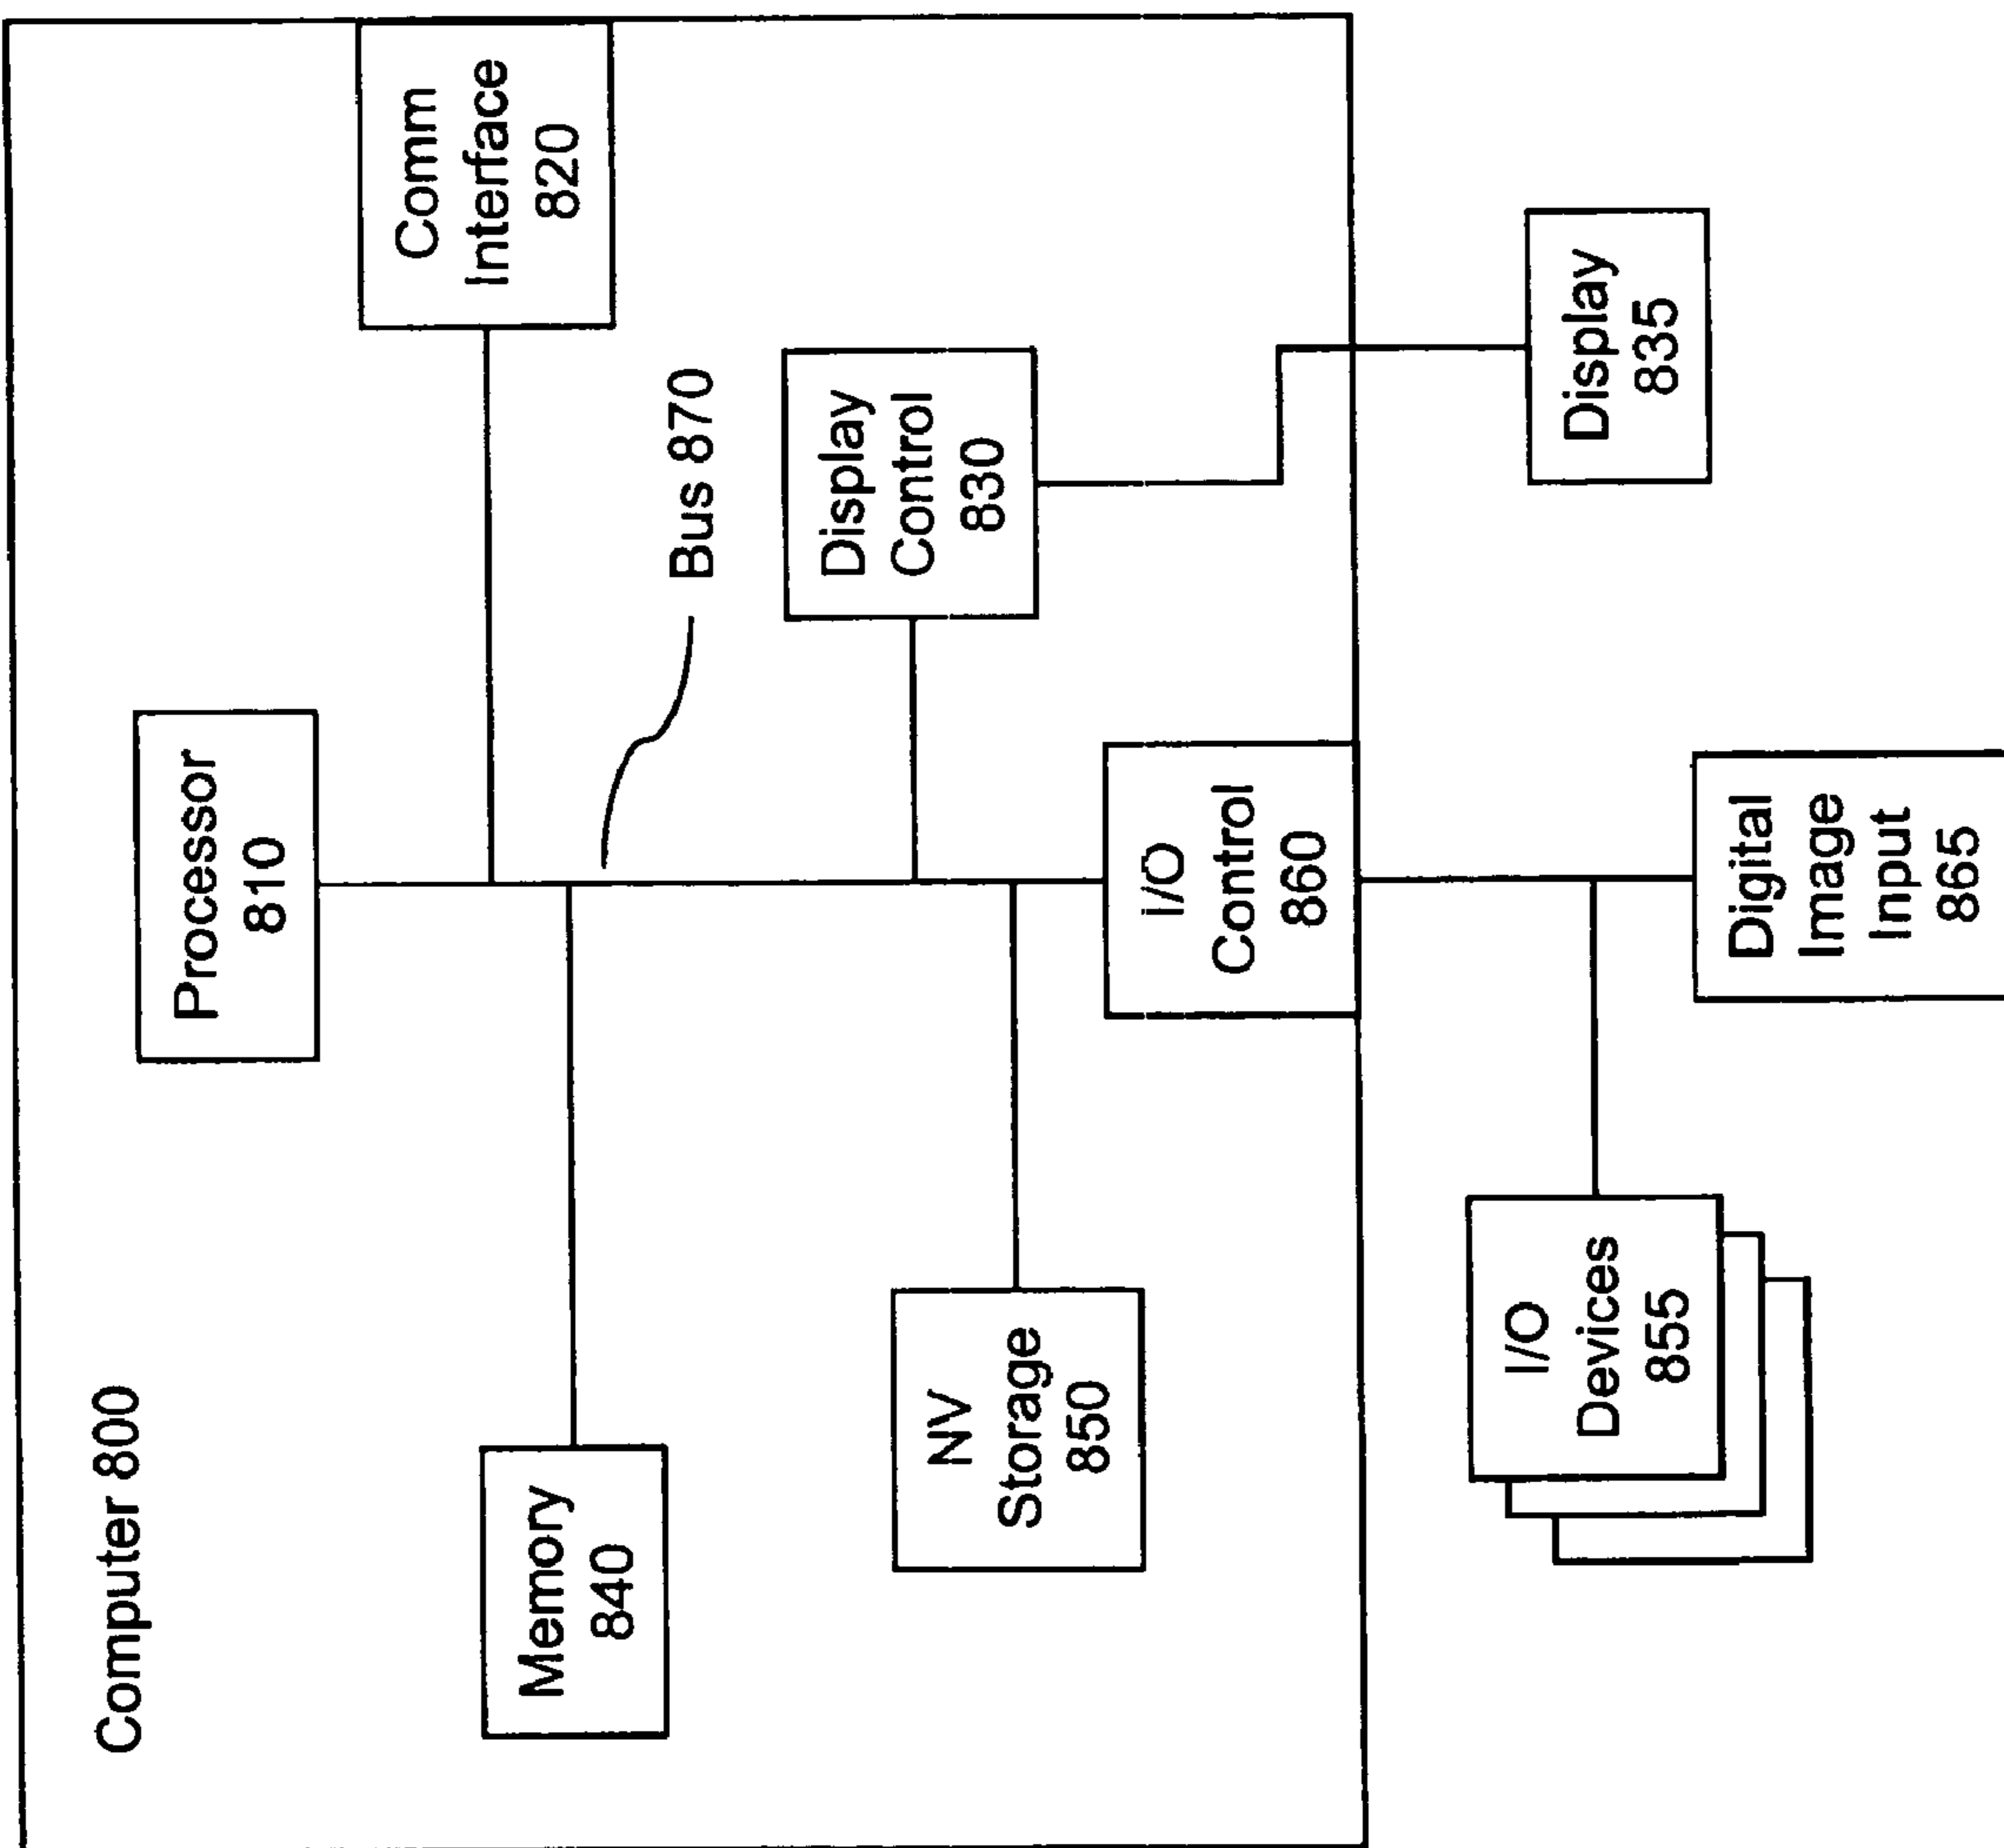 Computer 800
Processor
810
Comm
Interface
820
Memory
840
Bus 870
Display
Control
830
NV
Storage
850
I/O
Control
860
I/O
Devices
855
Digital
Image
Input
865
Display
835